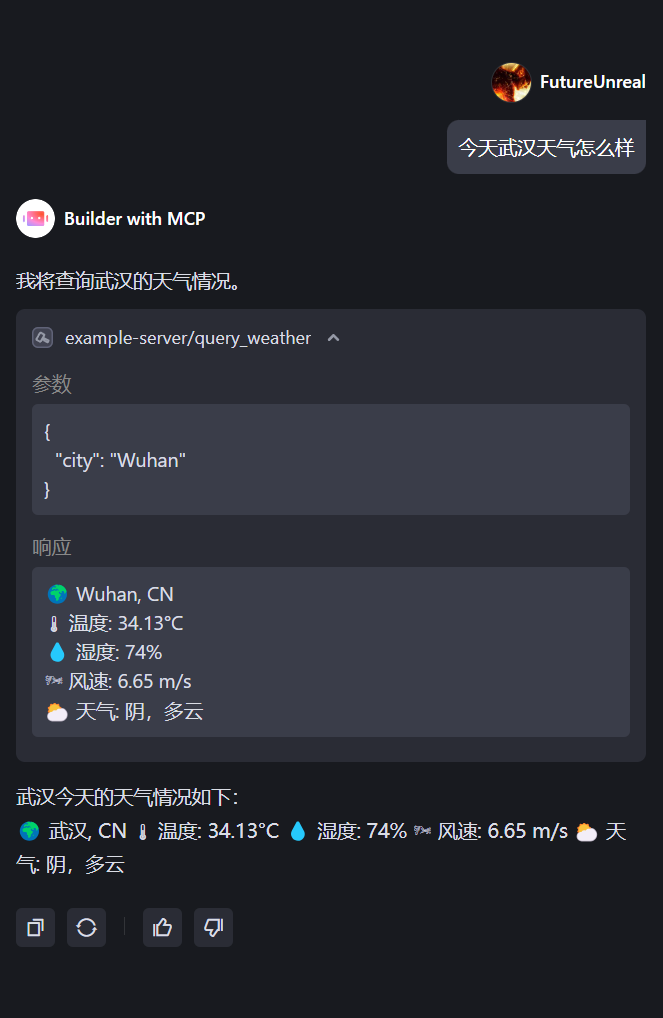 FutureUnreal
今天武汉天气怎么样
Builder with MCP
我将查询武汉的天气情况。
example-server/query_weather
参数
{
"city": "Wuhan"
}
响应
🌍 Wuhan, CN
🌡 温度: 34.13°C
💧 湿度: 74%
🌬 风速: 6.65 m/s
🌥 天气: 阴，多云
武汉今天的天气情况如下：
🌍 武汉, CN 🌡 温度: 34.13°C 💧 湿度: 74% 🌬 风速: 6.65 m/s 🌥 天
气: 阴，多云